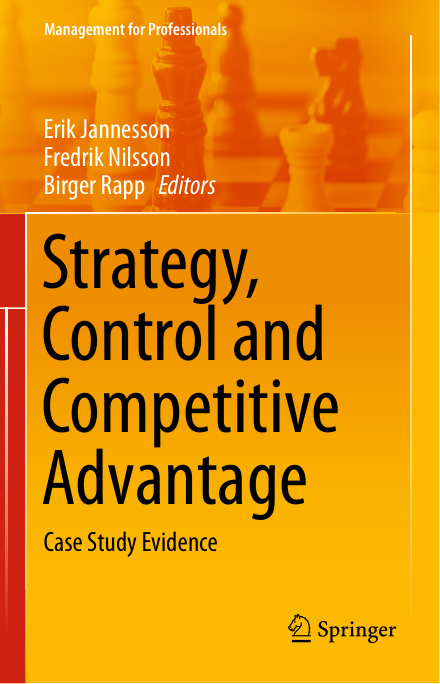 Management for Professionals
Erik Jannesson
Fredrik Nilsson
Birger Rapp Editors
Strategy,
Control and
Competitive
Advantage
Case Study Evidence
Springer